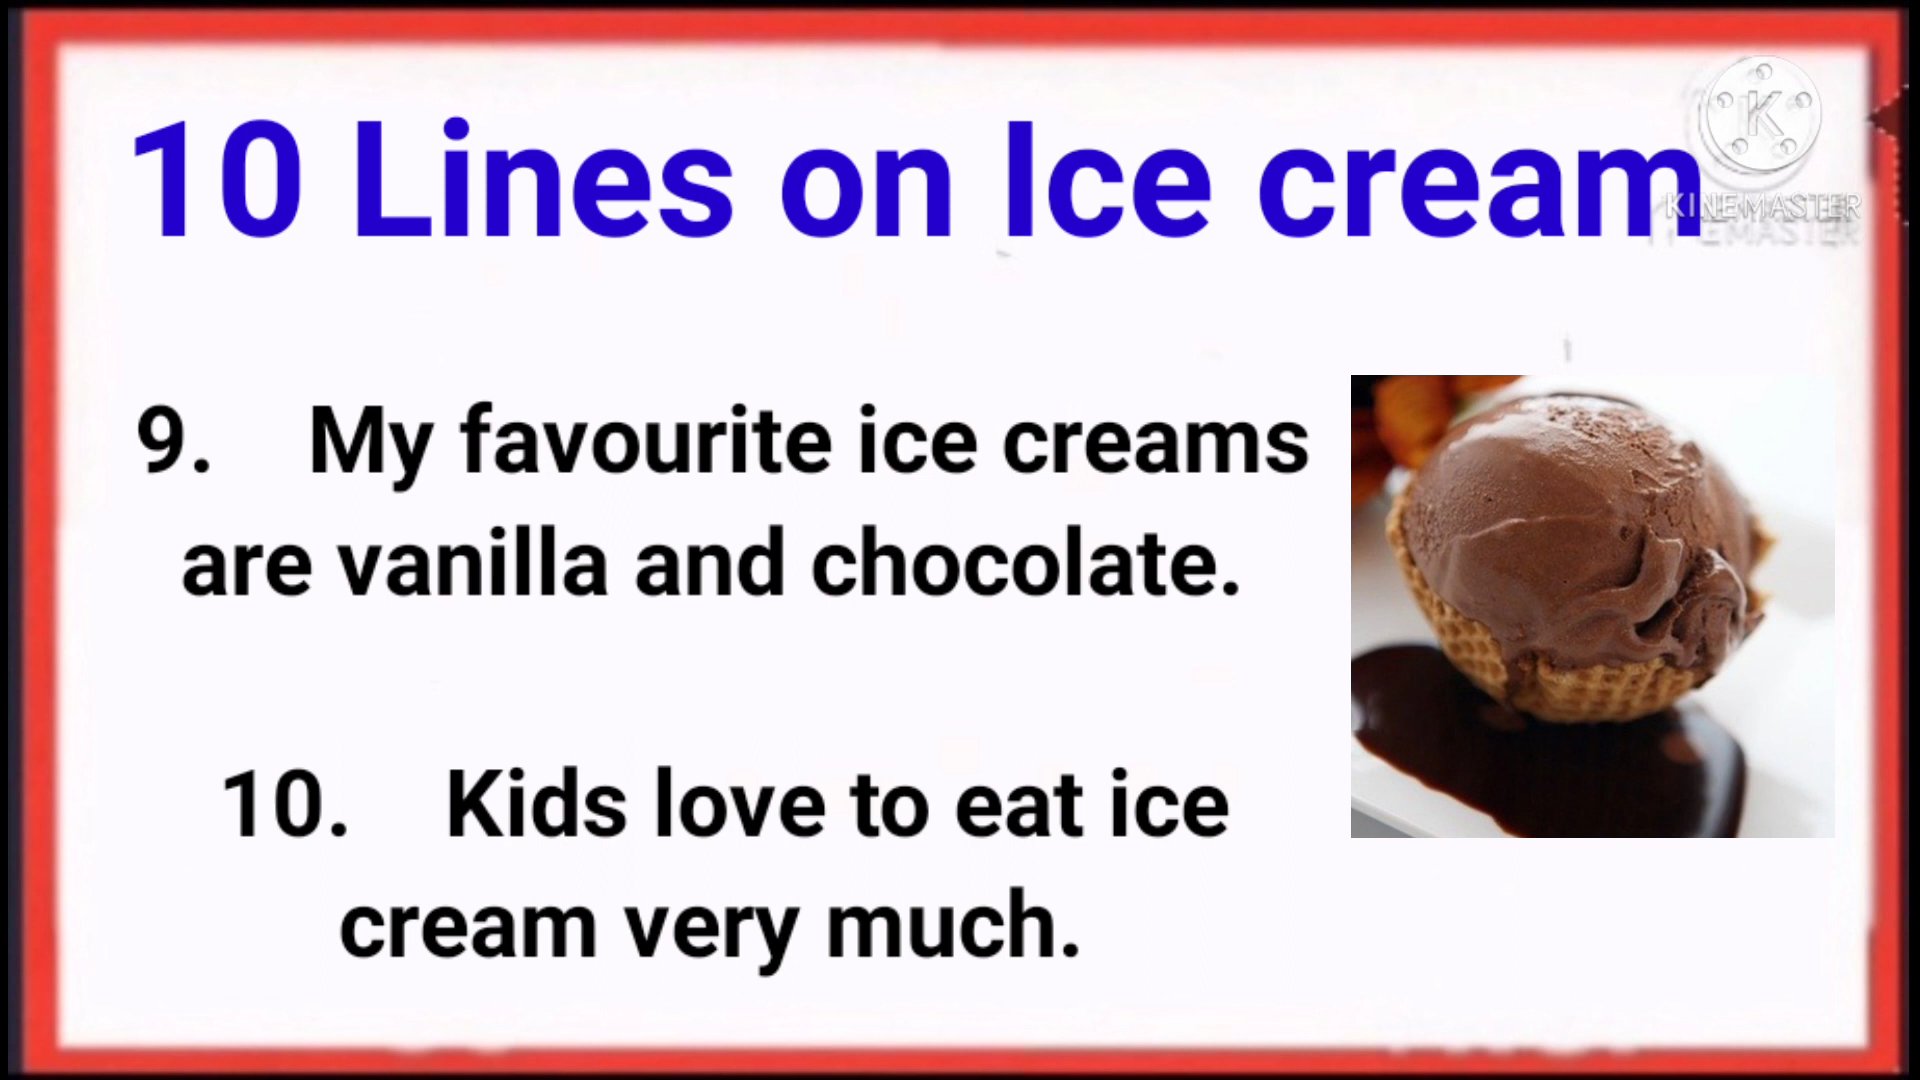 10 Lines on Ice cream
K
KINEMASTER
9. My favourite ice creams
are vanilla and chocolate.
10. Kids love to eat ice
cream very much.